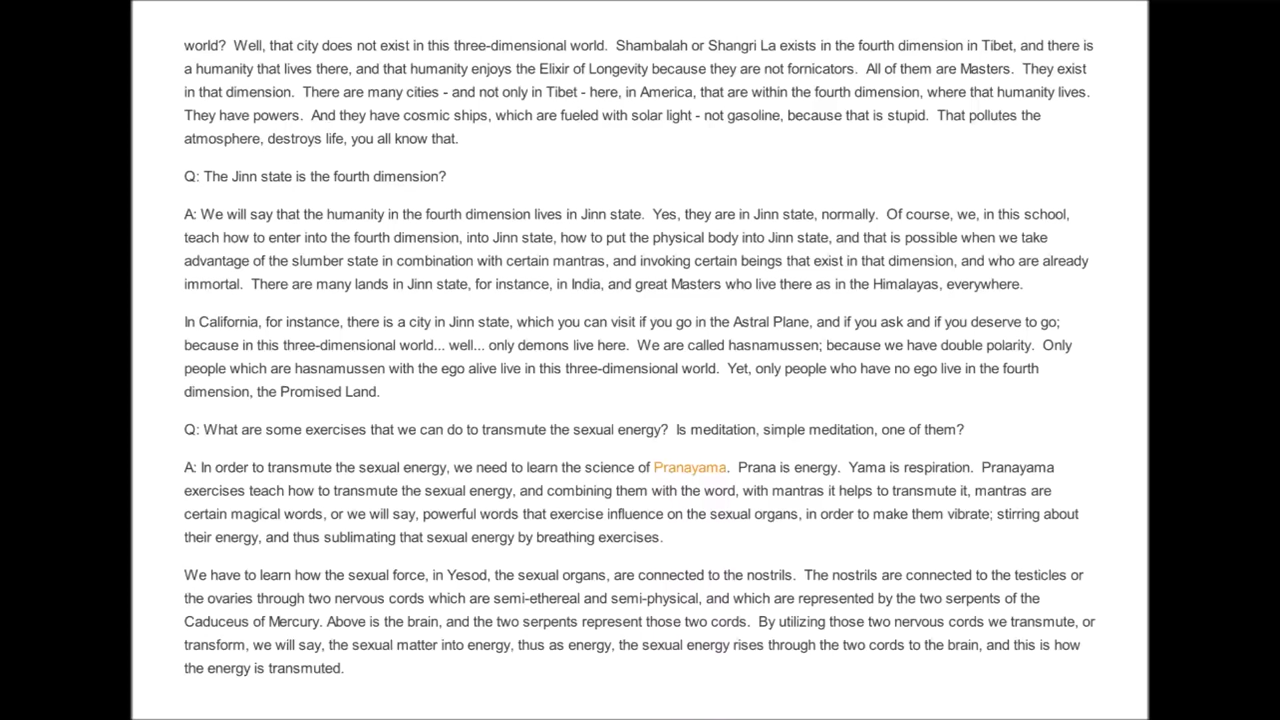 world?  Well, that city does not exist in this three-dimensional world.  Shambalah or Shangri La exists in the fourth dimension in Tibet, and there is
a humanity that lives there, and that humanity enjoys the Elixir of Longevity because they are not fornicators.  All of them are Masters.  They exist
in that dimension.  There are many cities - and not only in Tibet - here, in America, that are within the fourth dimension, where that humanity lives.
They have powers.  And they have cosmic ships, which are fueled with solar light - not gasoline, because that is stupid.  That pollutes the
atmosphere, destroys life, you all know that.
Q: The Jinn state is the fourth dimension?
A: We will say that the humanity in the fourth dimension lives in Jinn state.  Yes, they are in Jinn state, normally.  Of course, we, in this school,
teach how to enter into the fourth dimension, into Jinn state, how to put the physical body into Jinn state, and that is possible when we take
advantage of the slumber state in combination with certain mantras, and invoking certain beings that exist in that dimension, and who are already
immortal.  There are many lands in Jinn state, for instance, in India, and great Masters who live there as in the Himalayas, everywhere.
In California, for instance, there is a city in Jinn state, which you can visit if you go in the Astral Plane, and if you ask and if you deserve to go;
because in this three-dimensional world... well... only demons live here.  We are called hasnamussen; because we have double polarity.  Only
people which are hasnamussen with the ego alive live in this three-dimensional world.  Yet, only people who have no ego live in the fourth
dimension, the Promised Land.
Q: What are some exercises that we can do to transmute the sexual energy?  Is meditation, simple meditation, one of them?
A: In order to transmute the sexual energy, we need to learn the science of Pranayama.  Prana is energy.  Yama is respiration.  Pranayama
exercises teach how to transmute the sexual energy, and combining them with the word, with mantras it helps to transmute it, mantras are
certain magical words, or we will say, powerful words that exercise influence on the sexual organs, in order to make them vibrate; stirring about
their energy, and thus sublimating that sexual energy by breathing exercises.
We have to learn how the sexual force, in Yesod, the sexual organs, are connected to the nostrils.  The nostrils are connected to the testicles or
the ovaries through two nervous cords which are semi-ethereal and semi-physical, and which are represented by the two serpents of the
Caduceus of Mercury. Above is the brain, and the two serpents represent those two cords.  By utilizing those two nervous cords we transmute, or
transform, we will say, the sexual matter into energy, thus as energy, the sexual energy rises through the two cords to the brain, and this is how
the energy is transmuted.